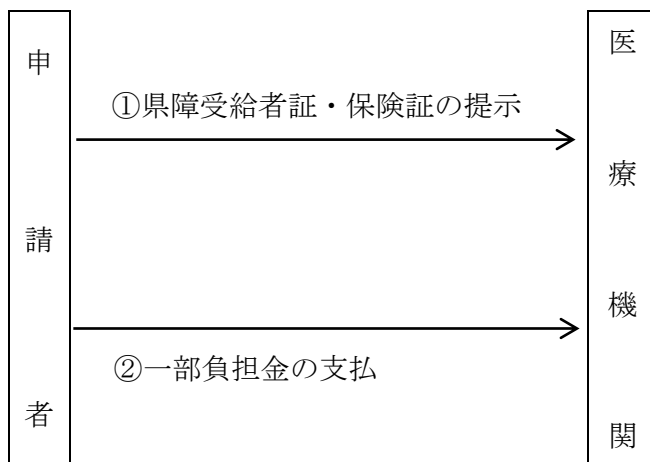 申請者
①県障受給者証・保険証の提示
②一部負担金の支払
医療機関